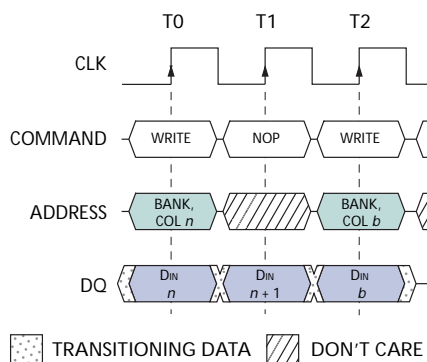 T0 T1 T2
CLK
COMMAND WRITE NOP WRITE
ADDRESS BANK, COL n BANK, COL b
DQ DIN n DIN n + 1 DIN b
TRANSITIONING DATA DON'T CARE